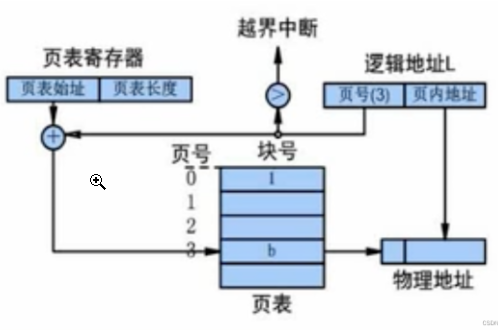 越界中断
页表寄存器
逻辑地址L
页表始址 页表长度
>
页号(3) 页内地址
+
页号 块号
0 1
1
2
3 b
物理地址
页表
CSDN